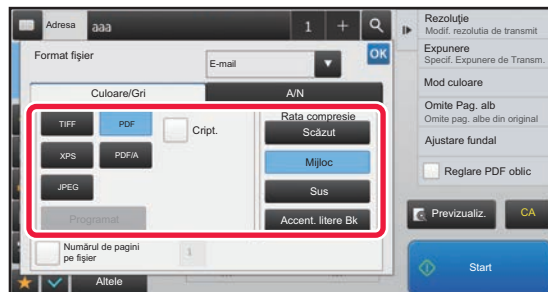 Adresa
aaa
1
+
Format fişier
E-mail
OK
Culoare/Gri
A/N
TIFF
PDF
Cript.
XPS
PDF/A
JPEG
Programat
Rata compresie
Scăzut
Mijloc
Sus
Accent. litere Bk
Numărul de pagini
pe fişier
1
Altele
Rezoluţie
Modif. rezolutia de transmit
Expunere
Specif. Expunere de Transm.
Mod culoare
Omite Pag. alb
Omite pag. albe din original
Ajustare fundal
Reglare PDF oblic
Previzualiz.
CA
Start